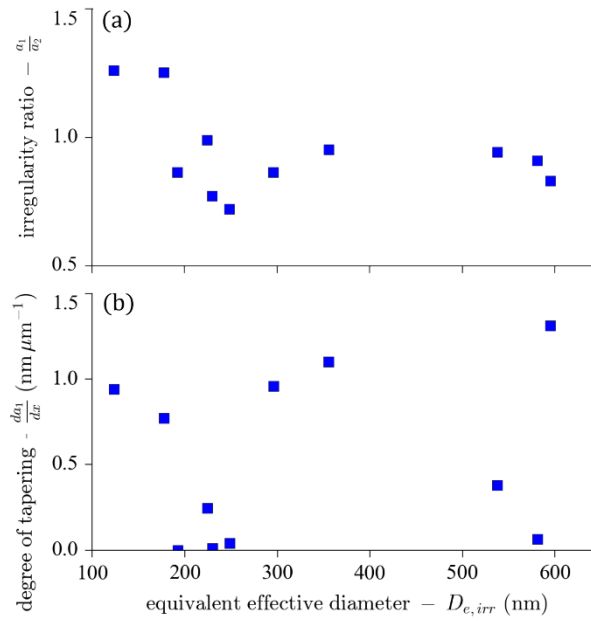 (a)
irregularity ratio − a₁/a₂
1.5
1.0
0.5
(b)
degree of tapering - da₁/dx (nm μm⁻¹)
1.5
1.0
0.5
0.0
100 200 300 400 500 600
equivalent effective diameter − D_{e,irr} (nm)